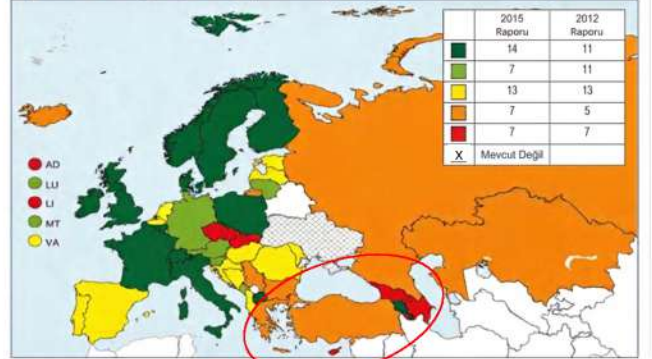 2015 2012
Raporu Raporu
14 11
7 11
13 13
7 5
7 7
X Mevcut Değil
AD
LU
LI
MT
VA